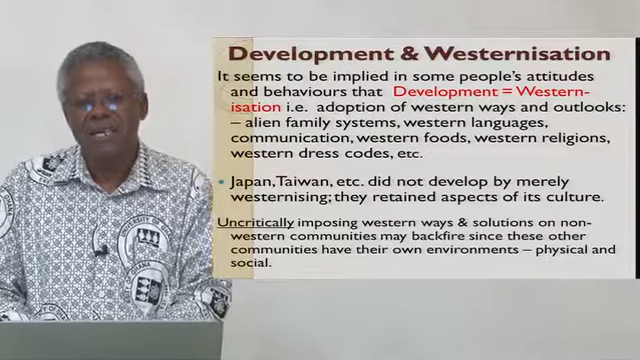 Development & Westernisation
It seems to be implied in some people's attitudes
and behaviours that Development = Western-
isation i.e. adoption of western ways and outlooks:
– alien family systems, western languages,
communication, western foods, western religions,
western dress codes, etc.
• Japan, Taiwan, etc. did not develop by merely
westernising; they retained aspects of its culture.
Uncritically imposing western ways & solutions on non-
western communities may backfire since these other
communities have their own environments – physical and
social.